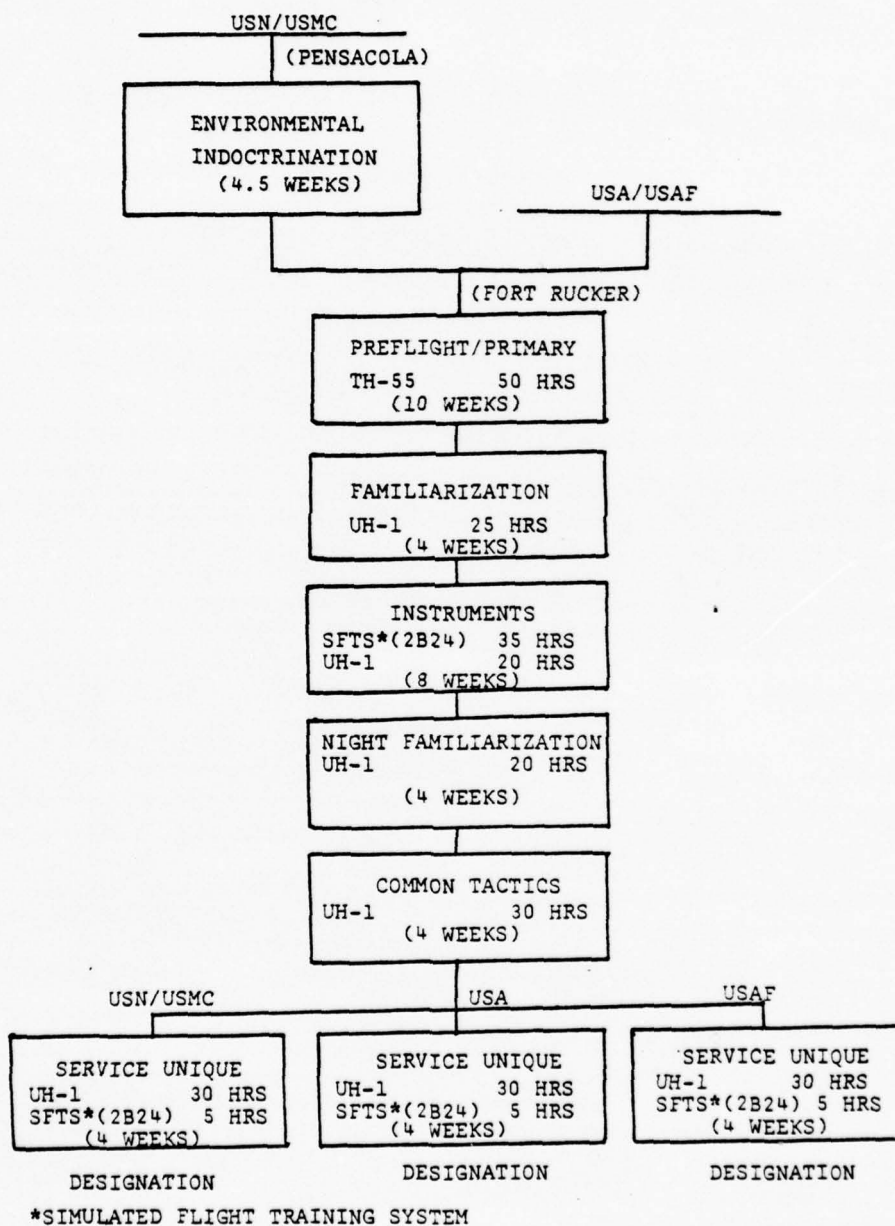 USN/USMC
(PENSACOLA)
ENVIRONMENTAL
INDOCTRINATION
(4.5 WEEKS)
USA/USAF
(FORT RUCKER)
PREFLIGHT/PRIMARY
TH-55 50 HRS
(10 WEEKS)
FAMILIARIZATION
UH-1 25 HRS
(4 WEEKS)
INSTRUMENTS
SFTS*(2B24) 35 HRS
UH-1 20 HRS
(8 WEEKS)
NIGHT FAMILIARIZATION
UH-1 20 HRS
(4 WEEKS)
COMMON TACTICS
UH-1 30 HRS
(4 WEEKS)
USN/USMC
SERVICE UNIQUE
UH-1 30 HRS
SFTS*(2B24) 5 HRS
(4 WEEKS)
DESIGNATION
USA
SERVICE UNIQUE
UH-1 30 HRS
SFTS*(2B24) 5 HRS
(4 WEEKS)
DESIGNATION
USAF
SERVICE UNIQUE
UH-1 30 HRS
SFTS*(2B24) 5 HRS
(4 WEEKS)
DESIGNATION
*SIMULATED FLIGHT TRAINING SYSTEM